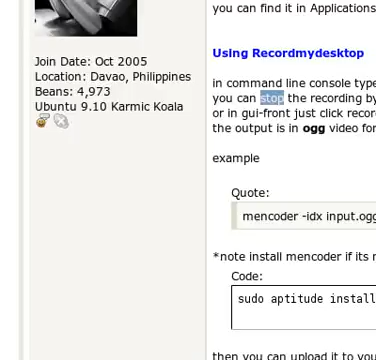 you can find it in Applications
Using Recordmydesktop
Join Date: Oct 2005
Location: Davao, Philippines
Beans: 4,973
Ubuntu 9.10 Karmic Koala
in command line console type
you can stop the recording by
or in gui-front just click recor
the output is in ogg video for
example
Quote:
mencoder -idx input.ogg
*note install mencoder if its n
Code:
sudo aptitude install
then you can upload it to you